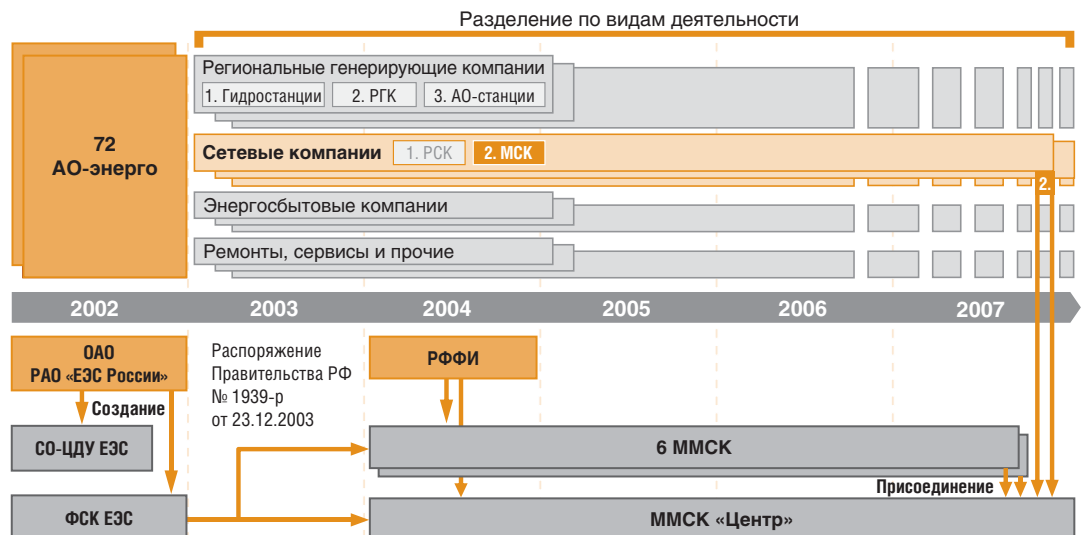 Разделение по видам деятельности
72
АО-энерго
Региональные генерирующие компании
1. Гидростанции 2. РГК 3. АО-станции
Сетевые компании 1. РСК 2. МСК
2.
Энергосбытовые компании
Ремонты, сервисы и прочие
2002 2003 2004 2005 2006 2007
ОАО
РАО «ЕЭС России»
Создание
СО-ЦДУ ЕЭС
ФСК ЕЭС
Распоряжение
Правительства РФ
№ 1939-р
от 23.12.2003
РФФИ
6 ММСК
Присоединение
ММСК «Центр»